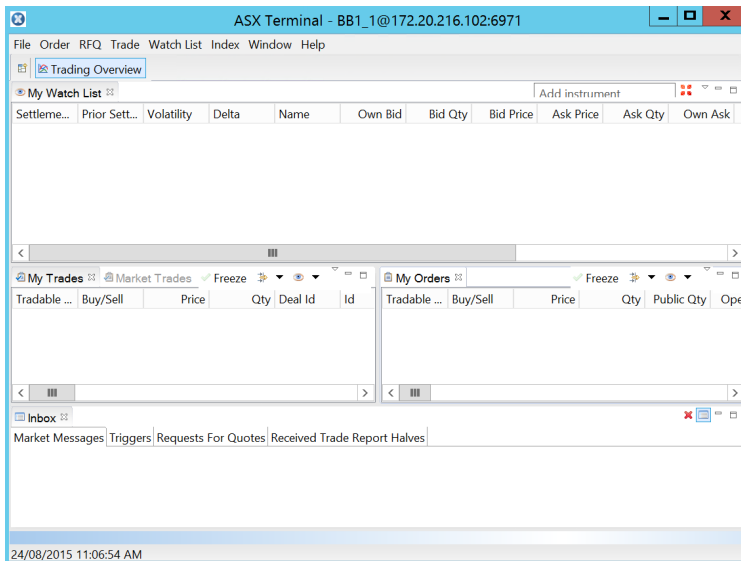 ASX Terminal - BB1_1@172.20.216.102:6971
File Order RFQ Trade Watch List Index Window Help
Trading Overview
My Watch List Add instrument
Settleme... Prior Sett... Volatility Delta Name Own Bid Bid Qty Bid Price Ask Price Ask Qty Own Ask
My Trades Market Trades Freeze My Orders Freeze
Tradable ... Buy/Sell Price Qty Deal Id Id Tradable ... Buy/Sell Price Qty Public Qty Ope
Inbox
Market Messages Triggers Requests For Quotes Received Trade Report Halves
24/08/2015 11:06:54 AM